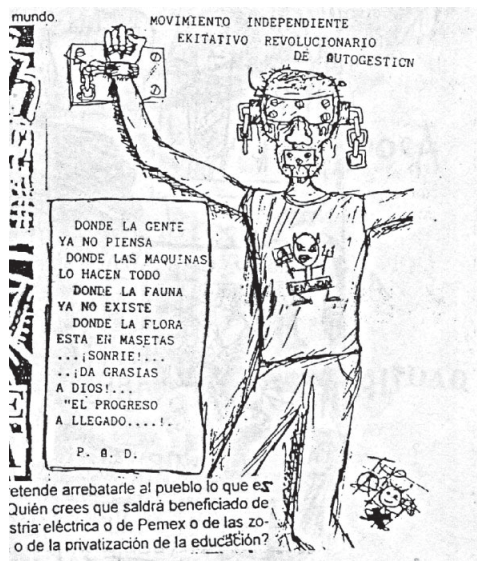 mundo.
MOVIMIENTO INDEPENDIENTE
EKITATIVO REVOLUCIONARIO
DE AUTOGESTION
DONDE LA GENTE
YA NO PIENSA
DONDE LAS MAQUINAS
LO HACEN TODO
DONDE LA FAUNA
YA NO EXISTE
DONDE LA FLORA
ESTA EN MASETAS
...¡SONRIE!...
..¡DA GRASIAS
A DIOS!...
"EL PROGRESO
A LLEGADO....!.
P. A. D.
retende arrebatarle al pueblo lo que es
Quién crees que saldrá beneficiado de
stria eléctrica o de Pemex o de las zo-
o de la privatización de la educación?